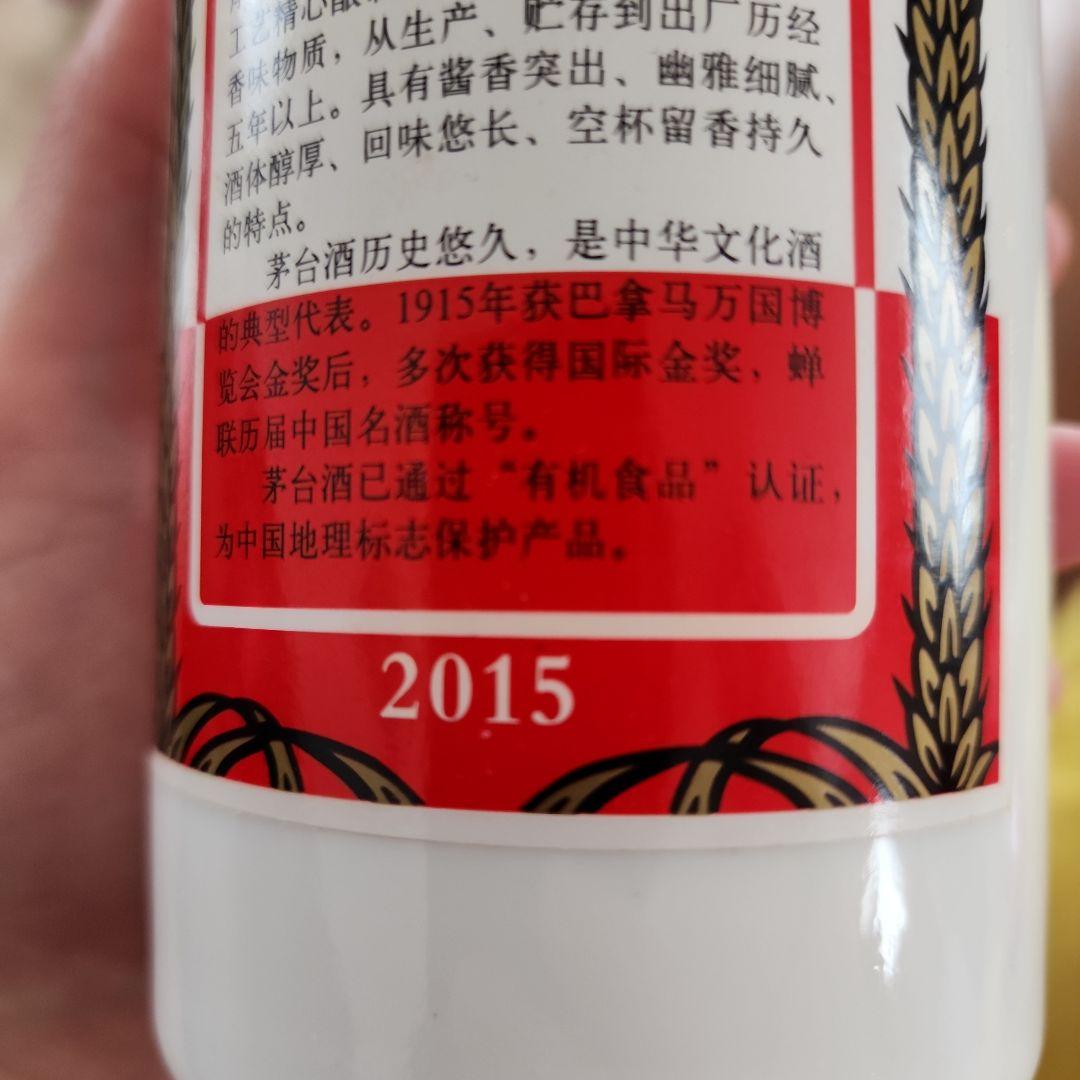 工艺精心酿
香味物质，从生产、贮存到出厂历经
五年以上。具有酱香突出、幽雅细腻、
酒体醇厚、回味悠长、空杯留香持久
的特点。
茅台酒历史悠久，是中华文化酒
的典型代表。1915年获巴拿马万国博
览会金奖后，多次获得国际金奖，蝉
联历届中国名酒称号。
茅台酒已通过“有机食品”认证，
为中国地理标志保护产品。
2015